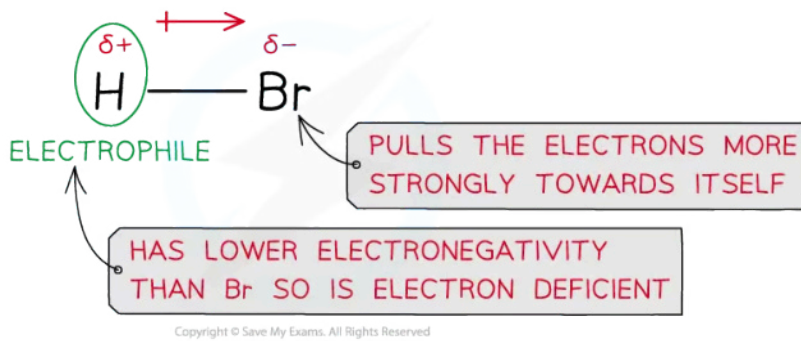 δ+ δ-
H Br
ELECTROPHILE
PULLS THE ELECTRONS MORE
STRONGLY TOWARDS ITSELF
HAS LOWER ELECTRONEGATIVITY
THAN Br SO IS ELECTRON DEFICIENT
Copyright © Save My Exams. All Rights Reserved